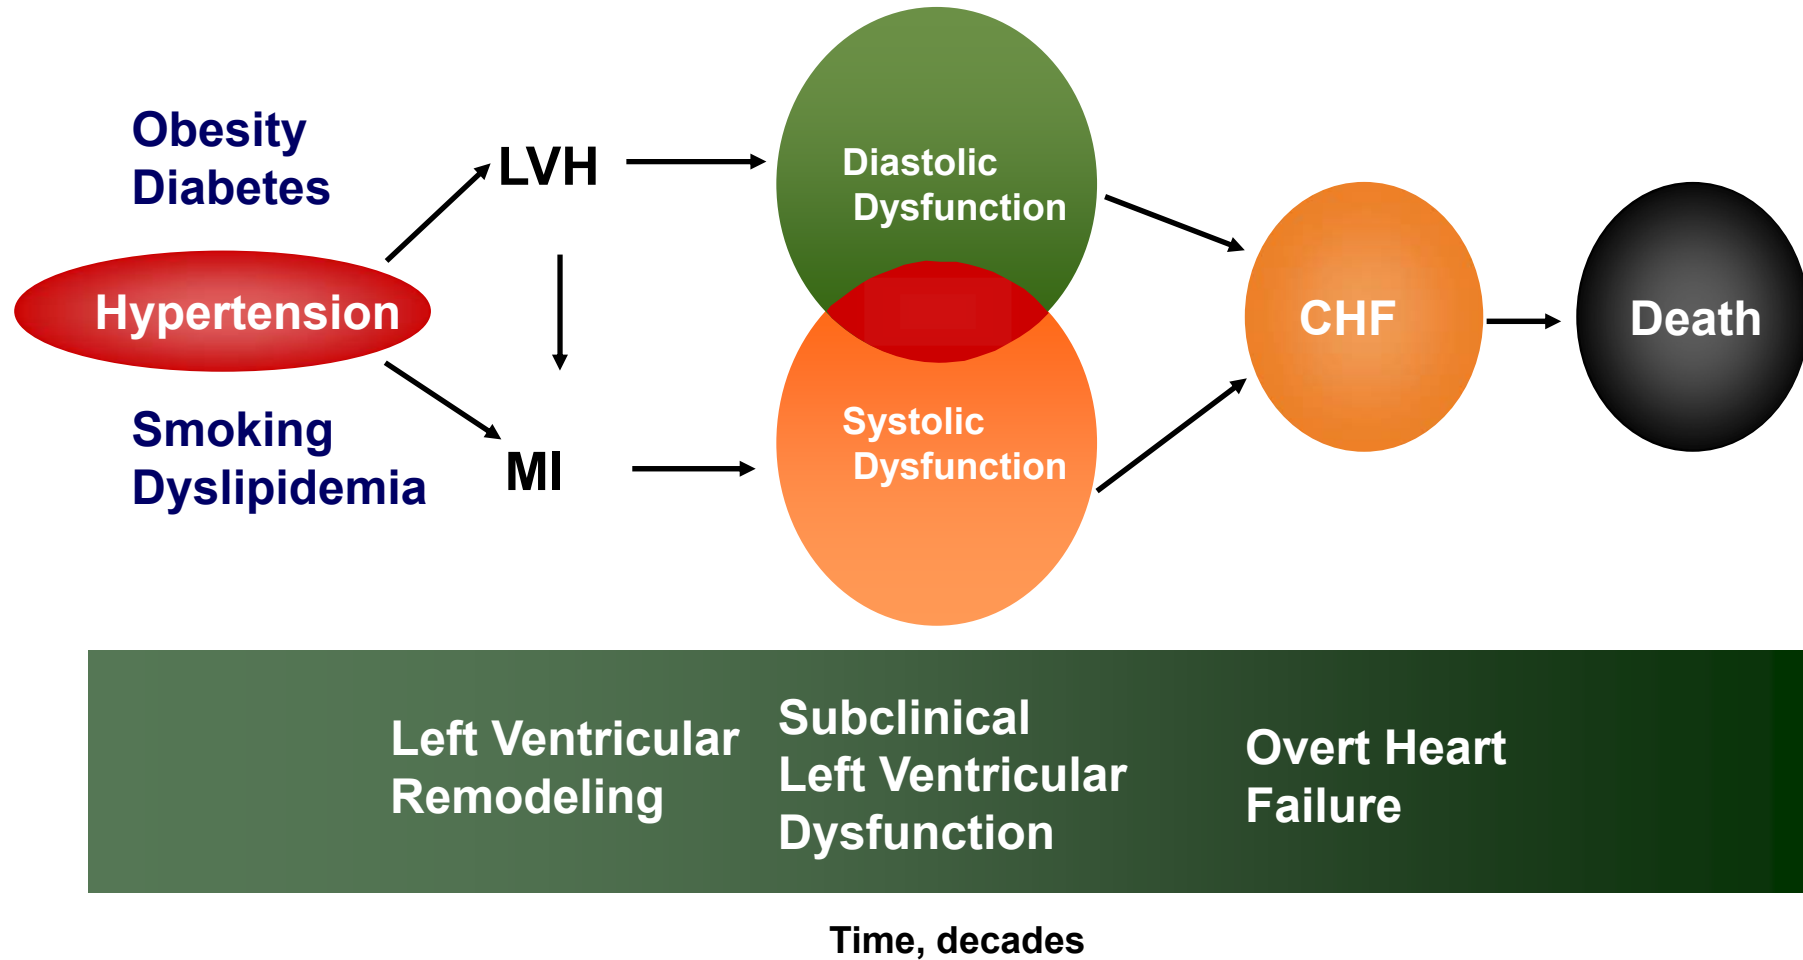 Obesity
Diabetes
Hypertension
Smoking
Dyslipidemia
LVH
MI
Diastolic
Dysfunction
Systolic
Dysfunction
CHF
Death
Left Ventricular
Remodeling
Subclinical
Left Ventricular
Dysfunction
Overt Heart
Failure
Time, decades